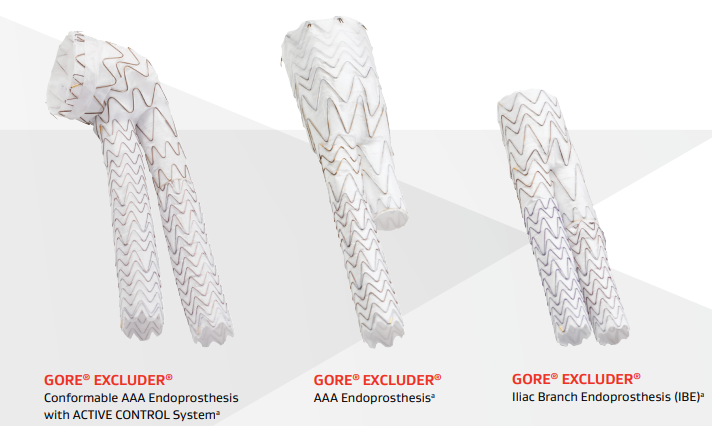 GORE® EXCLUDER®
Conformable AAA Endoprosthesis
with ACTIVE CONTROL Systemᵃ
GORE® EXCLUDER®
AAA Endoprosthesisᵃ
GORE® EXCLUDER®
Iliac Branch Endoprosthesis (IBE)ᵃ